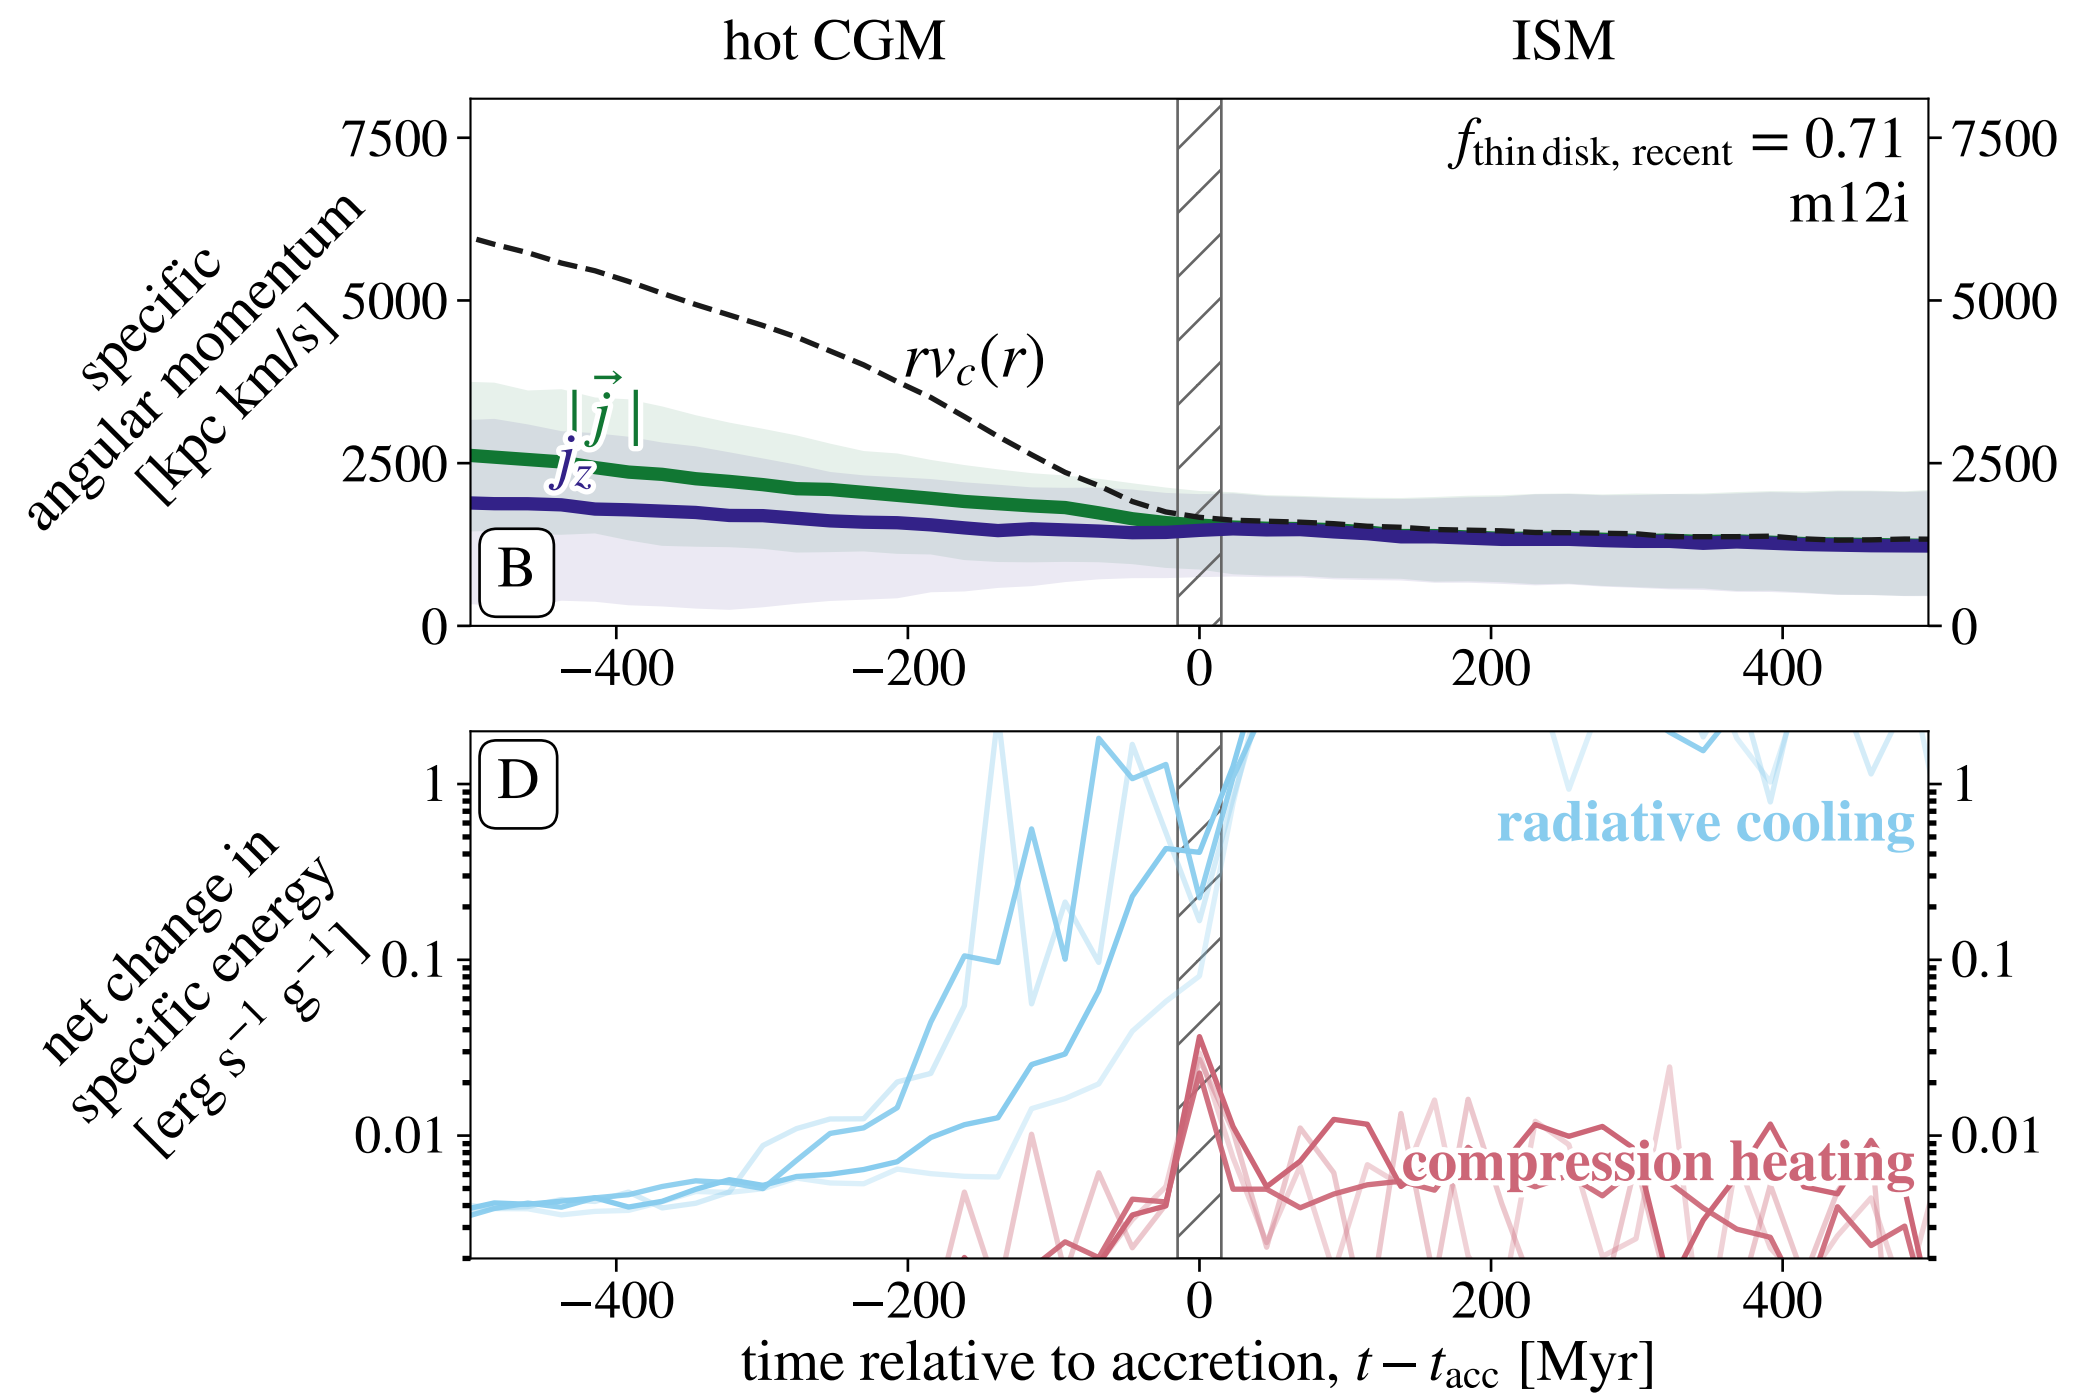 hot CGM
ISM
specific
angular momentum
[kpc km/s]
7500
5000
2500
0
7500
5000
2500
0
f_thin disk, recent = 0.71
m12i
rv_c(r)
|j⃗|
j_z
B
−400
−200
0
200
400
net change in
specific energy
[erg s⁻¹ g⁻¹]
1
0.1
0.01
1
0.1
0.01
D
radiative cooling
compression heating
−400
−200
0
200
400
time relative to accretion, t − t_acc [Myr]